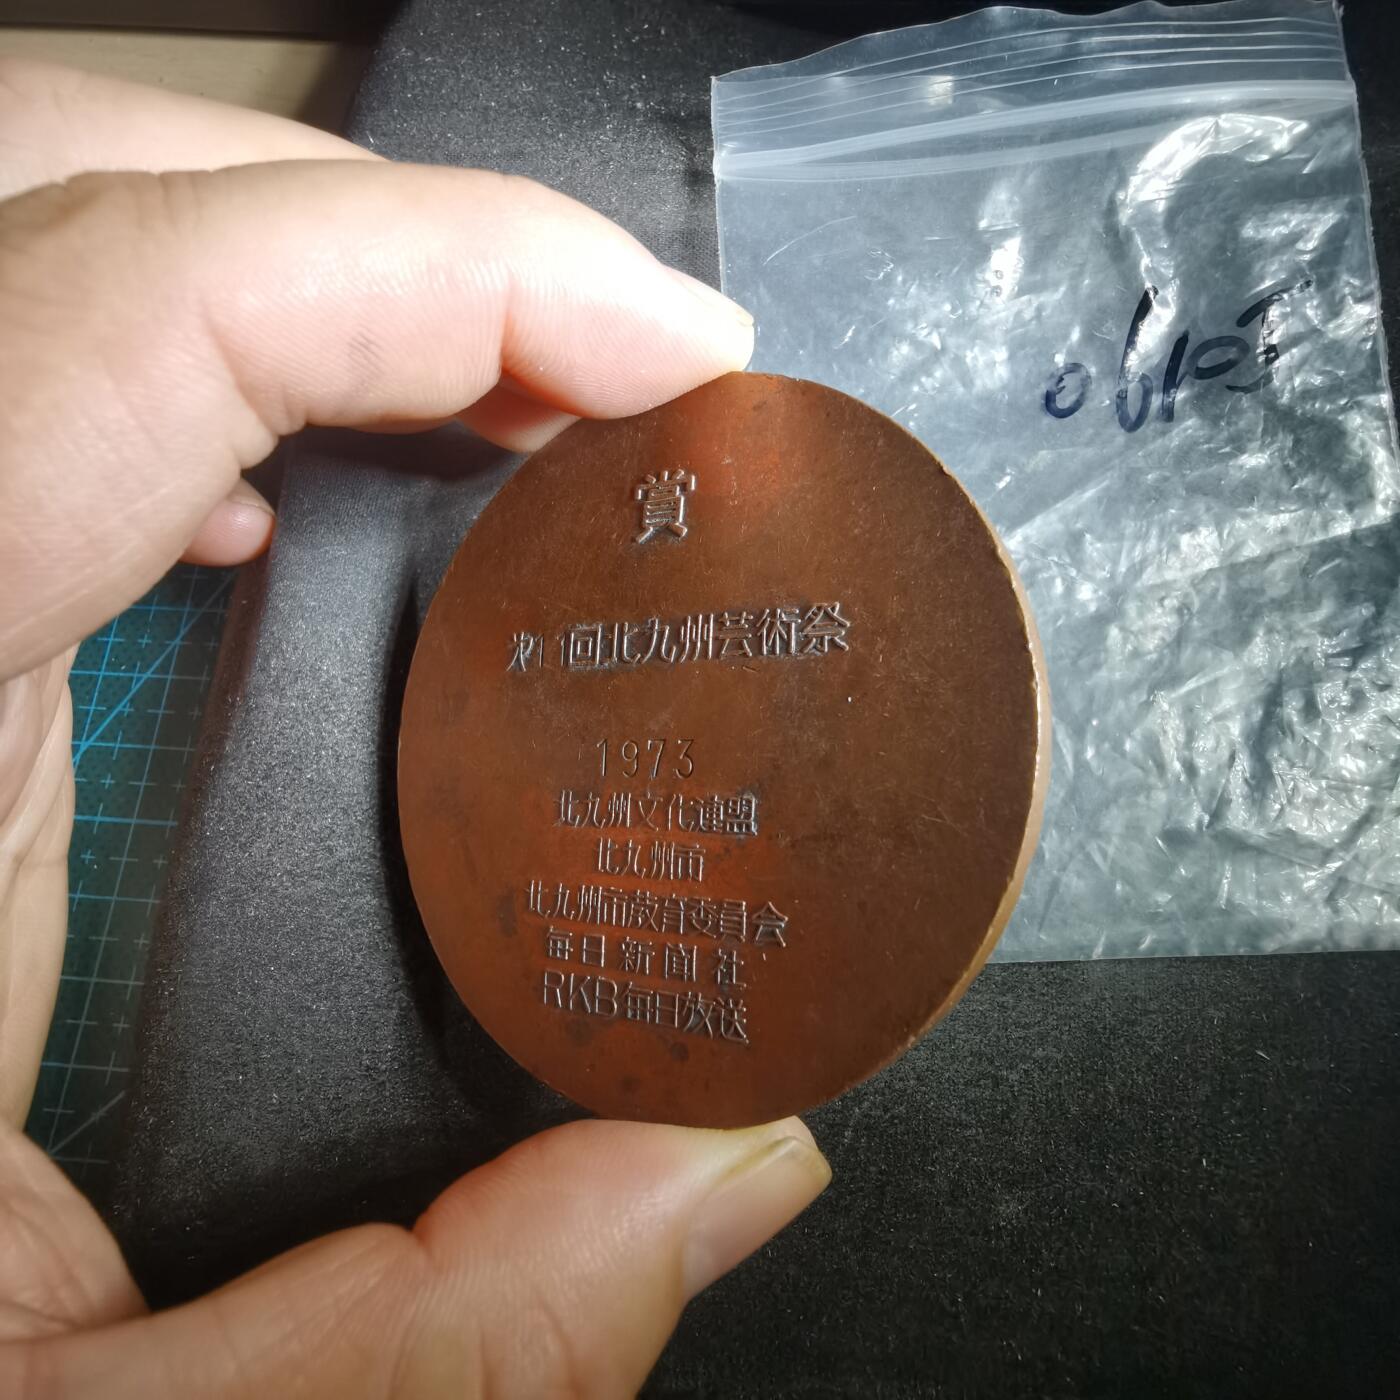 賞
第11回北九州芸術祭
1973
北九州文化連盟
北九州市
北九州市教育委員会
毎日新聞社
RKB毎日放送